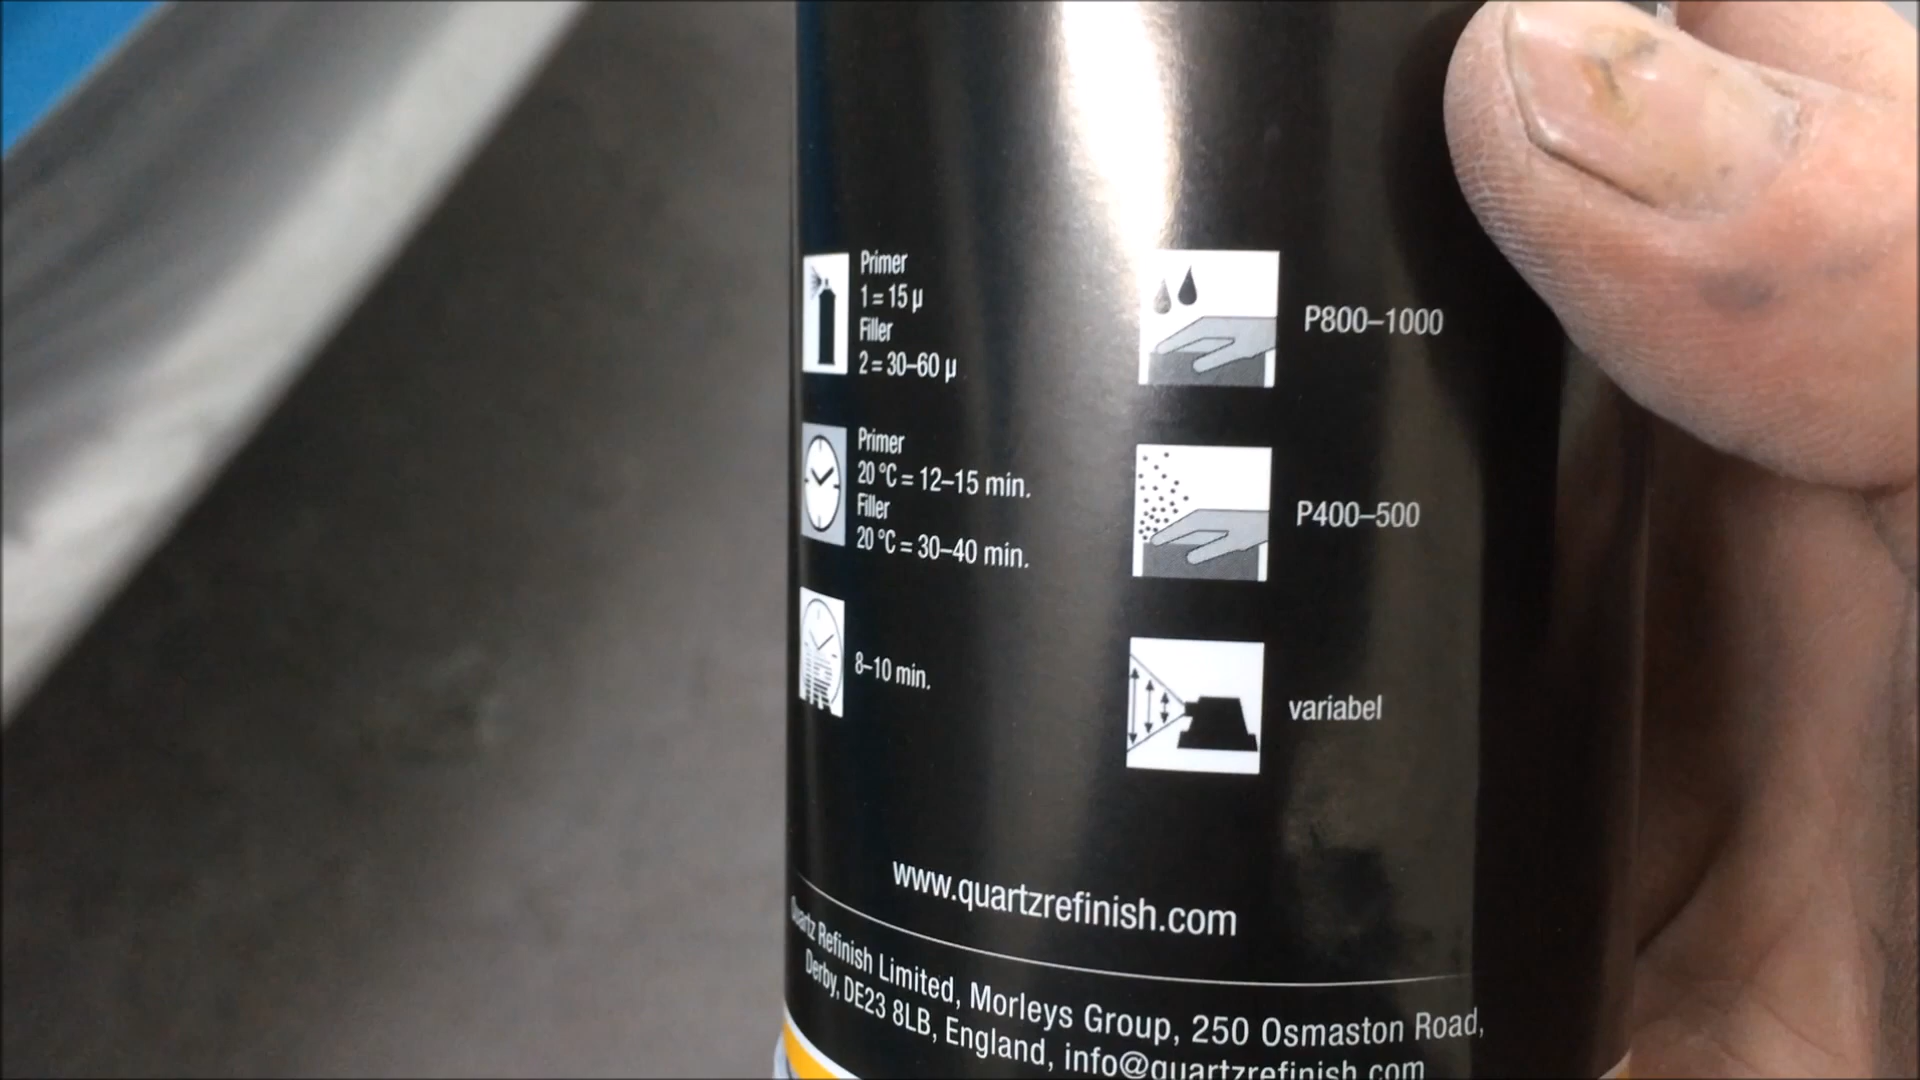 Primer
1 = 15 µ
Filler
2 = 30–60 µ
Primer
20 °C = 12–15 min.
Filler
20 °C = 30–40 min.
8–10 min.
P800–1000
P400–500
variabel
www.quartzrefinish.com
Quartz Refinish Limited, Morleys Group, 250 Osmaston Road,
Derby, DE23 8LB, England, info@quartzrefinish.com